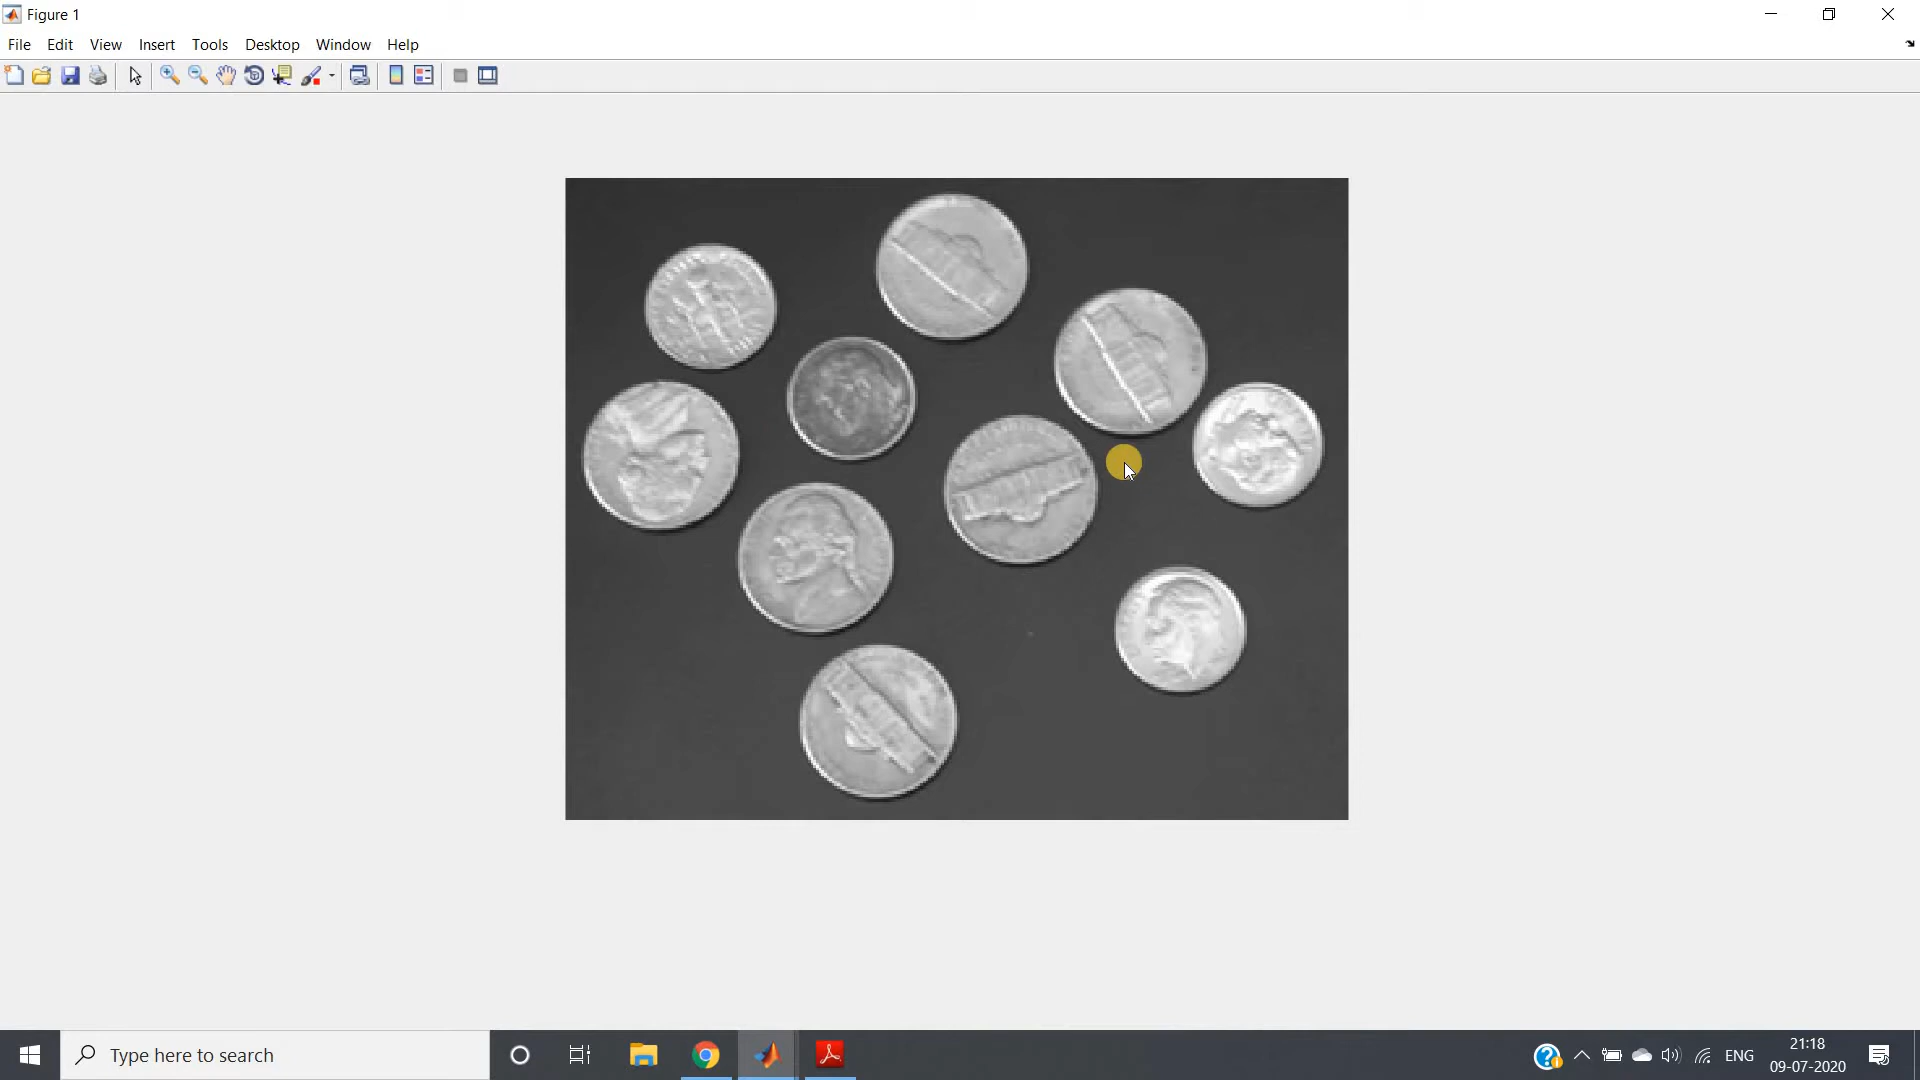 Figure 1
File Edit View Insert Tools Desktop Window Help
Type here to search
ENG
21:18
09-07-2020